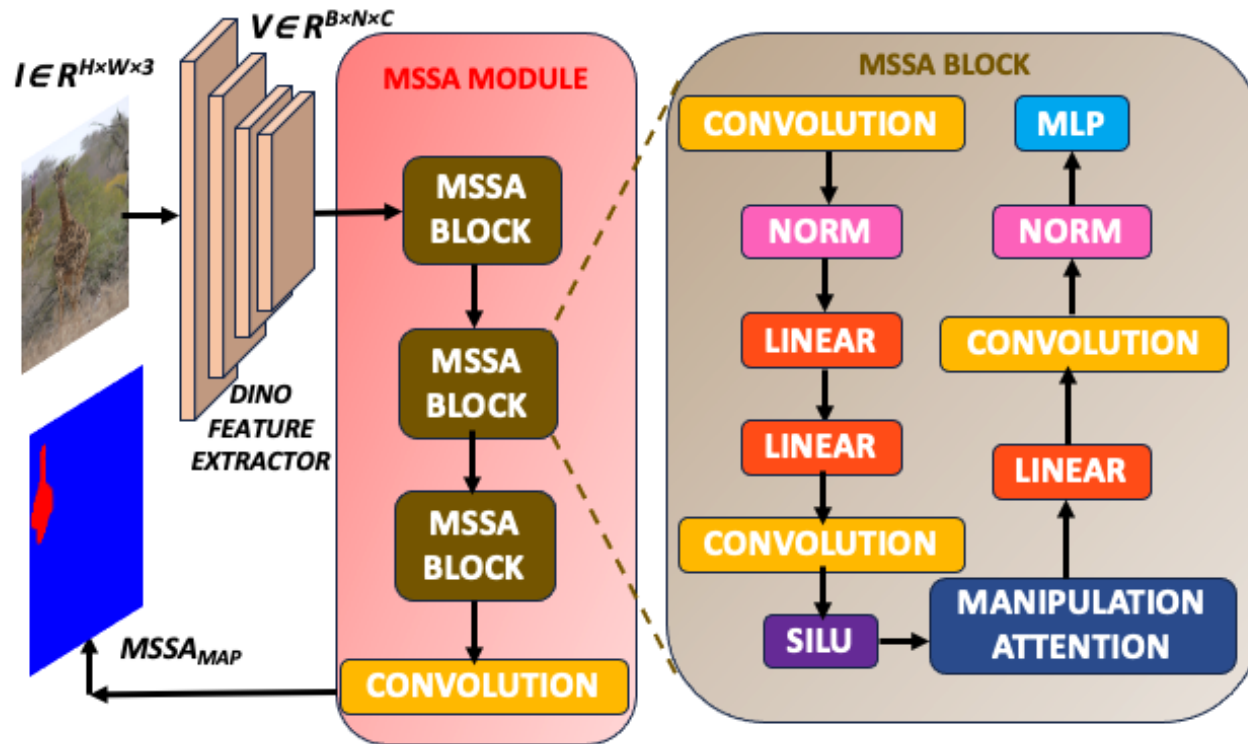 I∈R^{H×W×3}
V∈R^{B×N×C}
DINO
FEATURE
EXTRACTOR
MSSA MODULE
MSSA
BLOCK
MSSA
BLOCK
MSSA
BLOCK
CONVOLUTION
MSSA_{MAP}
MSSA BLOCK
CONVOLUTION
NORM
LINEAR
LINEAR
CONVOLUTION
SILU
MANIPULATION
ATTENTION
LINEAR
CONVOLUTION
NORM
MLP